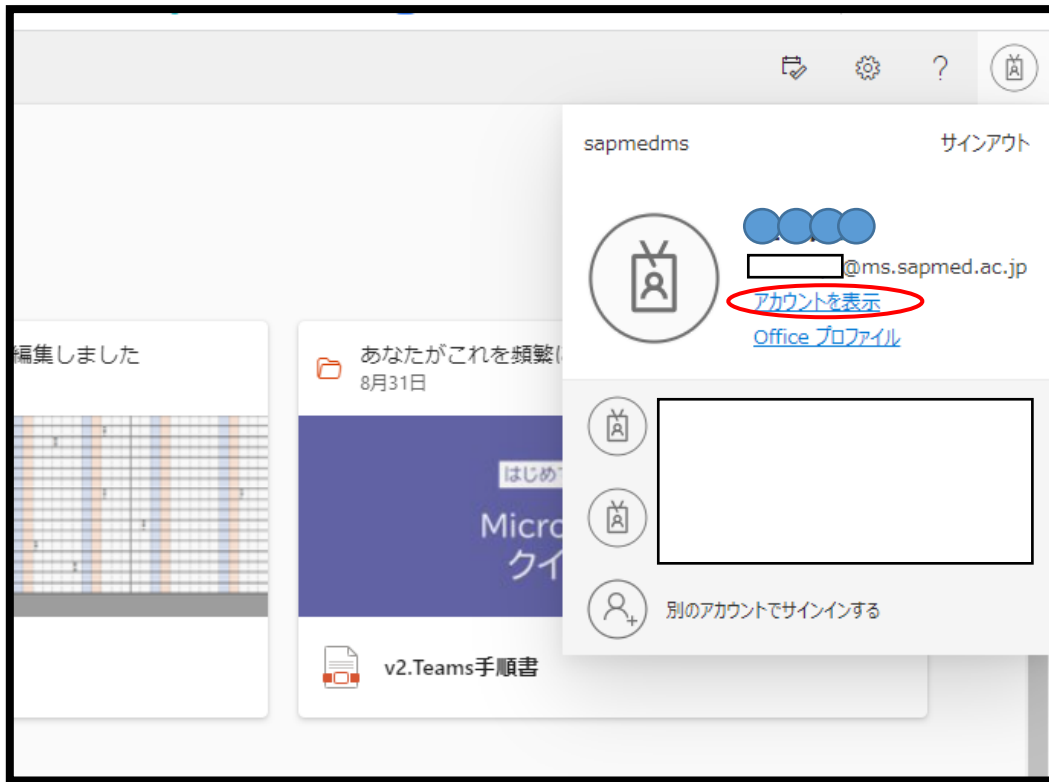 ?
sapmedms
サインアウト
@ms.sapmed.ac.jp
アカウントを表示
Office プロファイル
編集しました
あなたがこれを頻繁に
8月31日
はじめ
Micro
クイ
v2.Teams手順書
別のアカウントでサインインする